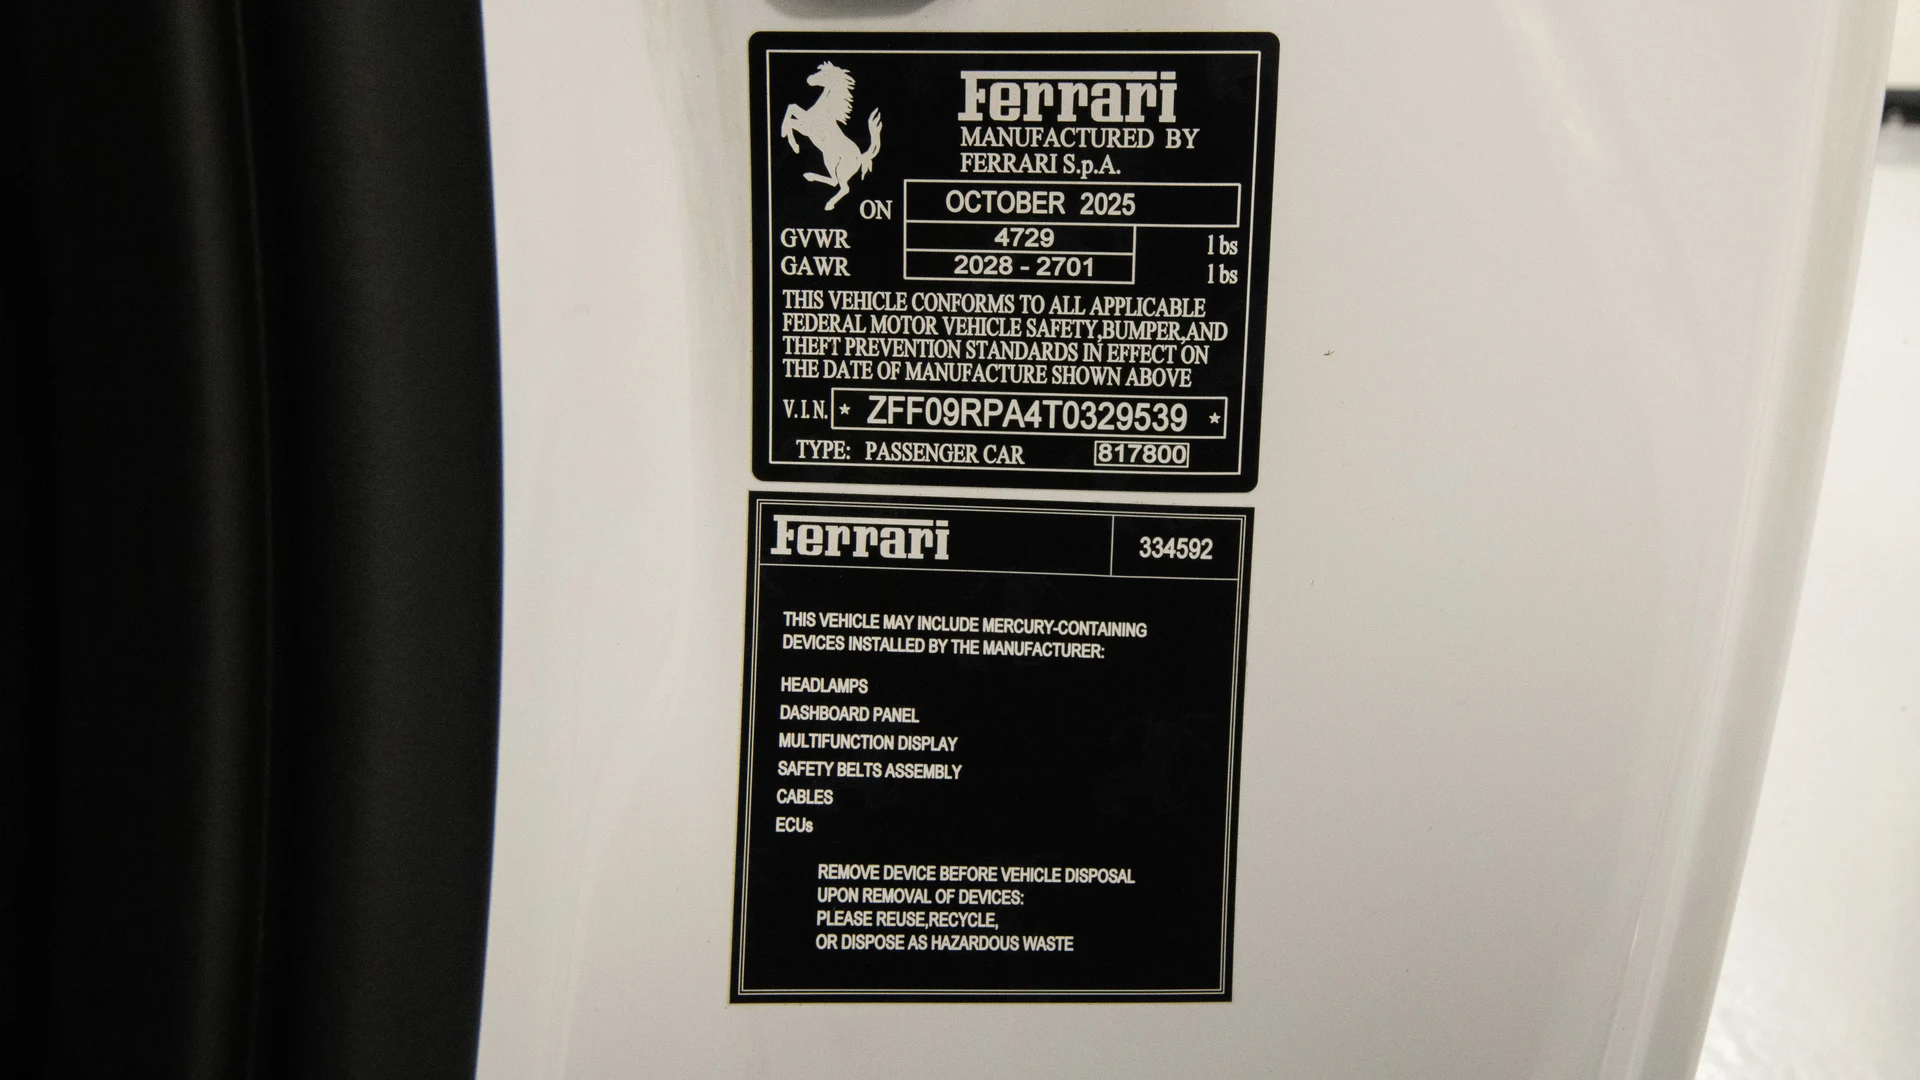 Ferrari
MANUFACTURED BY
FERRARI S.p.A.
ON OCTOBER 2025
GVWR 4729 lbs
GAWR 2028 - 2701 lbs
THIS VEHICLE CONFORMS TO ALL APPLICABLE
FEDERAL MOTOR VEHICLE SAFETY,BUMPER,AND
THEFT PREVENTION STANDARDS IN EFFECT ON
THE DATE OF MANUFACTURE SHOWN ABOVE
V.I.N. * ZFF09RPA4T0329539 *
TYPE: PASSENGER CAR 817800
Ferrari 334592
THIS VEHICLE MAY INCLUDE MERCURY-CONTAINING
DEVICES INSTALLED BY THE MANUFACTURER:
HEADLAMPS
DASHBOARD PANEL
MULTIFUNCTION DISPLAY
SAFETY BELTS ASSEMBLY
CABLES
ECUs
REMOVE DEVICE BEFORE VEHICLE DISPOSAL
UPON REMOVAL OF DEVICES:
PLEASE REUSE,RECYCLE,
OR DISPOSE AS HAZARDOUS WASTE